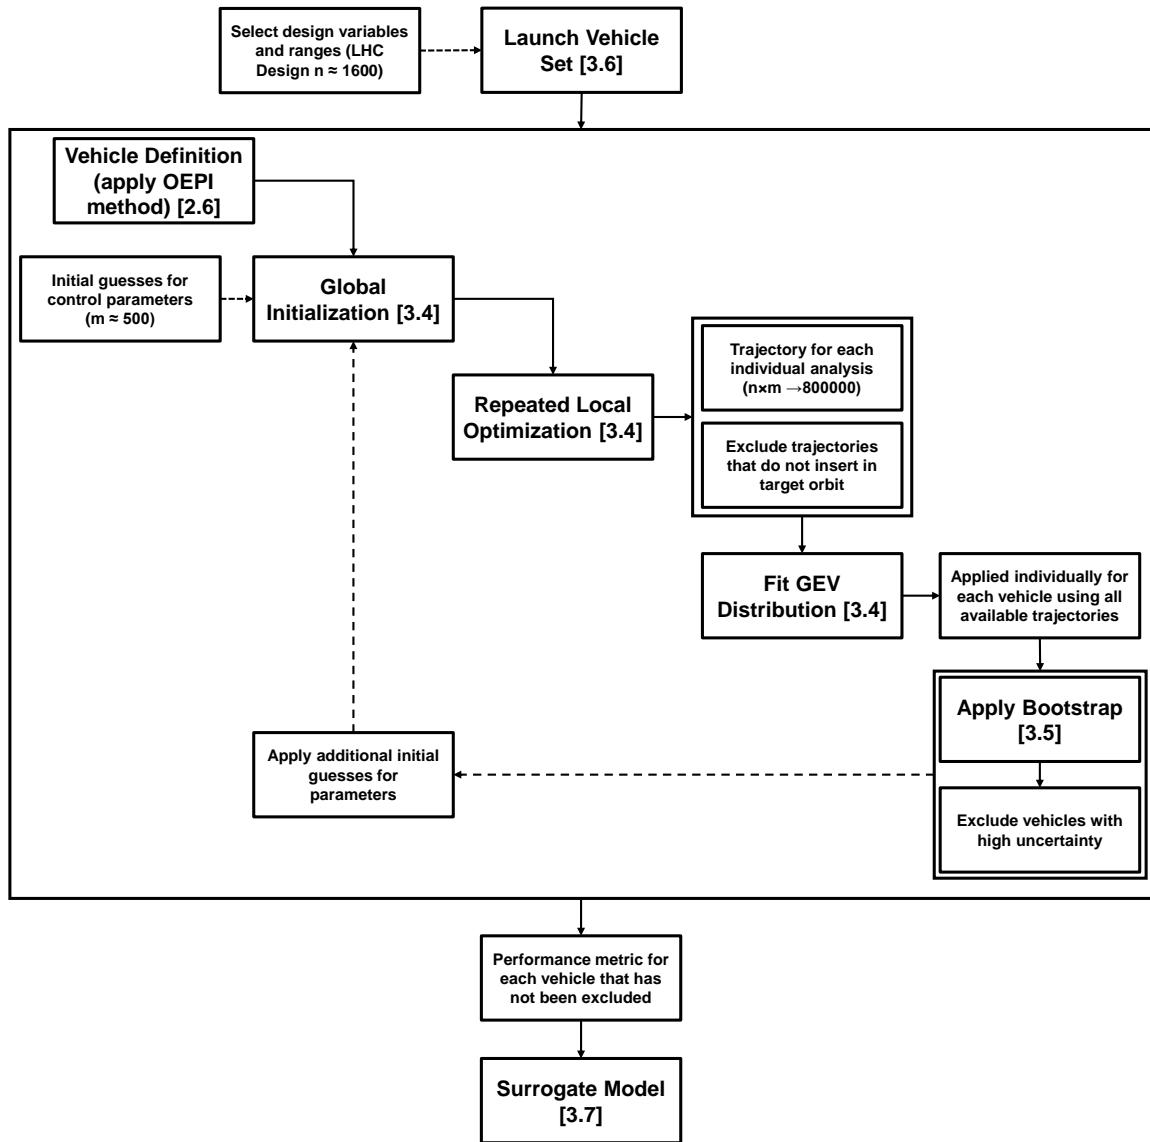 Select design variables
and ranges (LHC
Design n ≈ 1600)
Launch Vehicle
Set [3.6]
Vehicle Definition
(apply OEPI
method) [2.6]
Initial guesses for
control parameters
(m ≈ 500)
Global
Initialization [3.4]
Repeated Local
Optimization [3.4]
Trajectory for each
individual analysis
(n×m →800000)
Exclude trajectories
that do not insert in
target orbit
Fit GEV
Distribution [3.4]
Applied individually for
each vehicle using all
available trajectories
Apply Bootstrap
[3.5]
Exclude vehicles with
high uncertainty
Apply additional initial
guesses for
parameters
Performance metric for
each vehicle that has
not been excluded
Surrogate Model
[3.7]